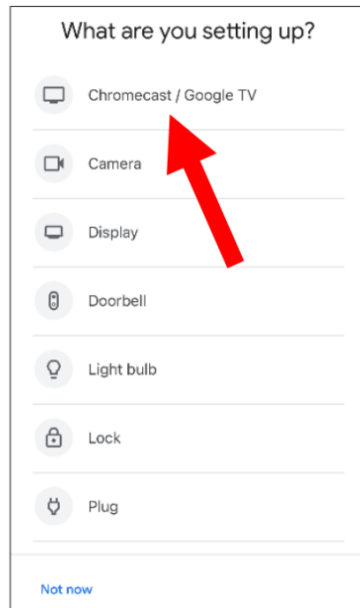 What are you setting up?
Chromecast / Google TV
Camera
Display
Doorbell
Light bulb
Lock
Plug
Not now